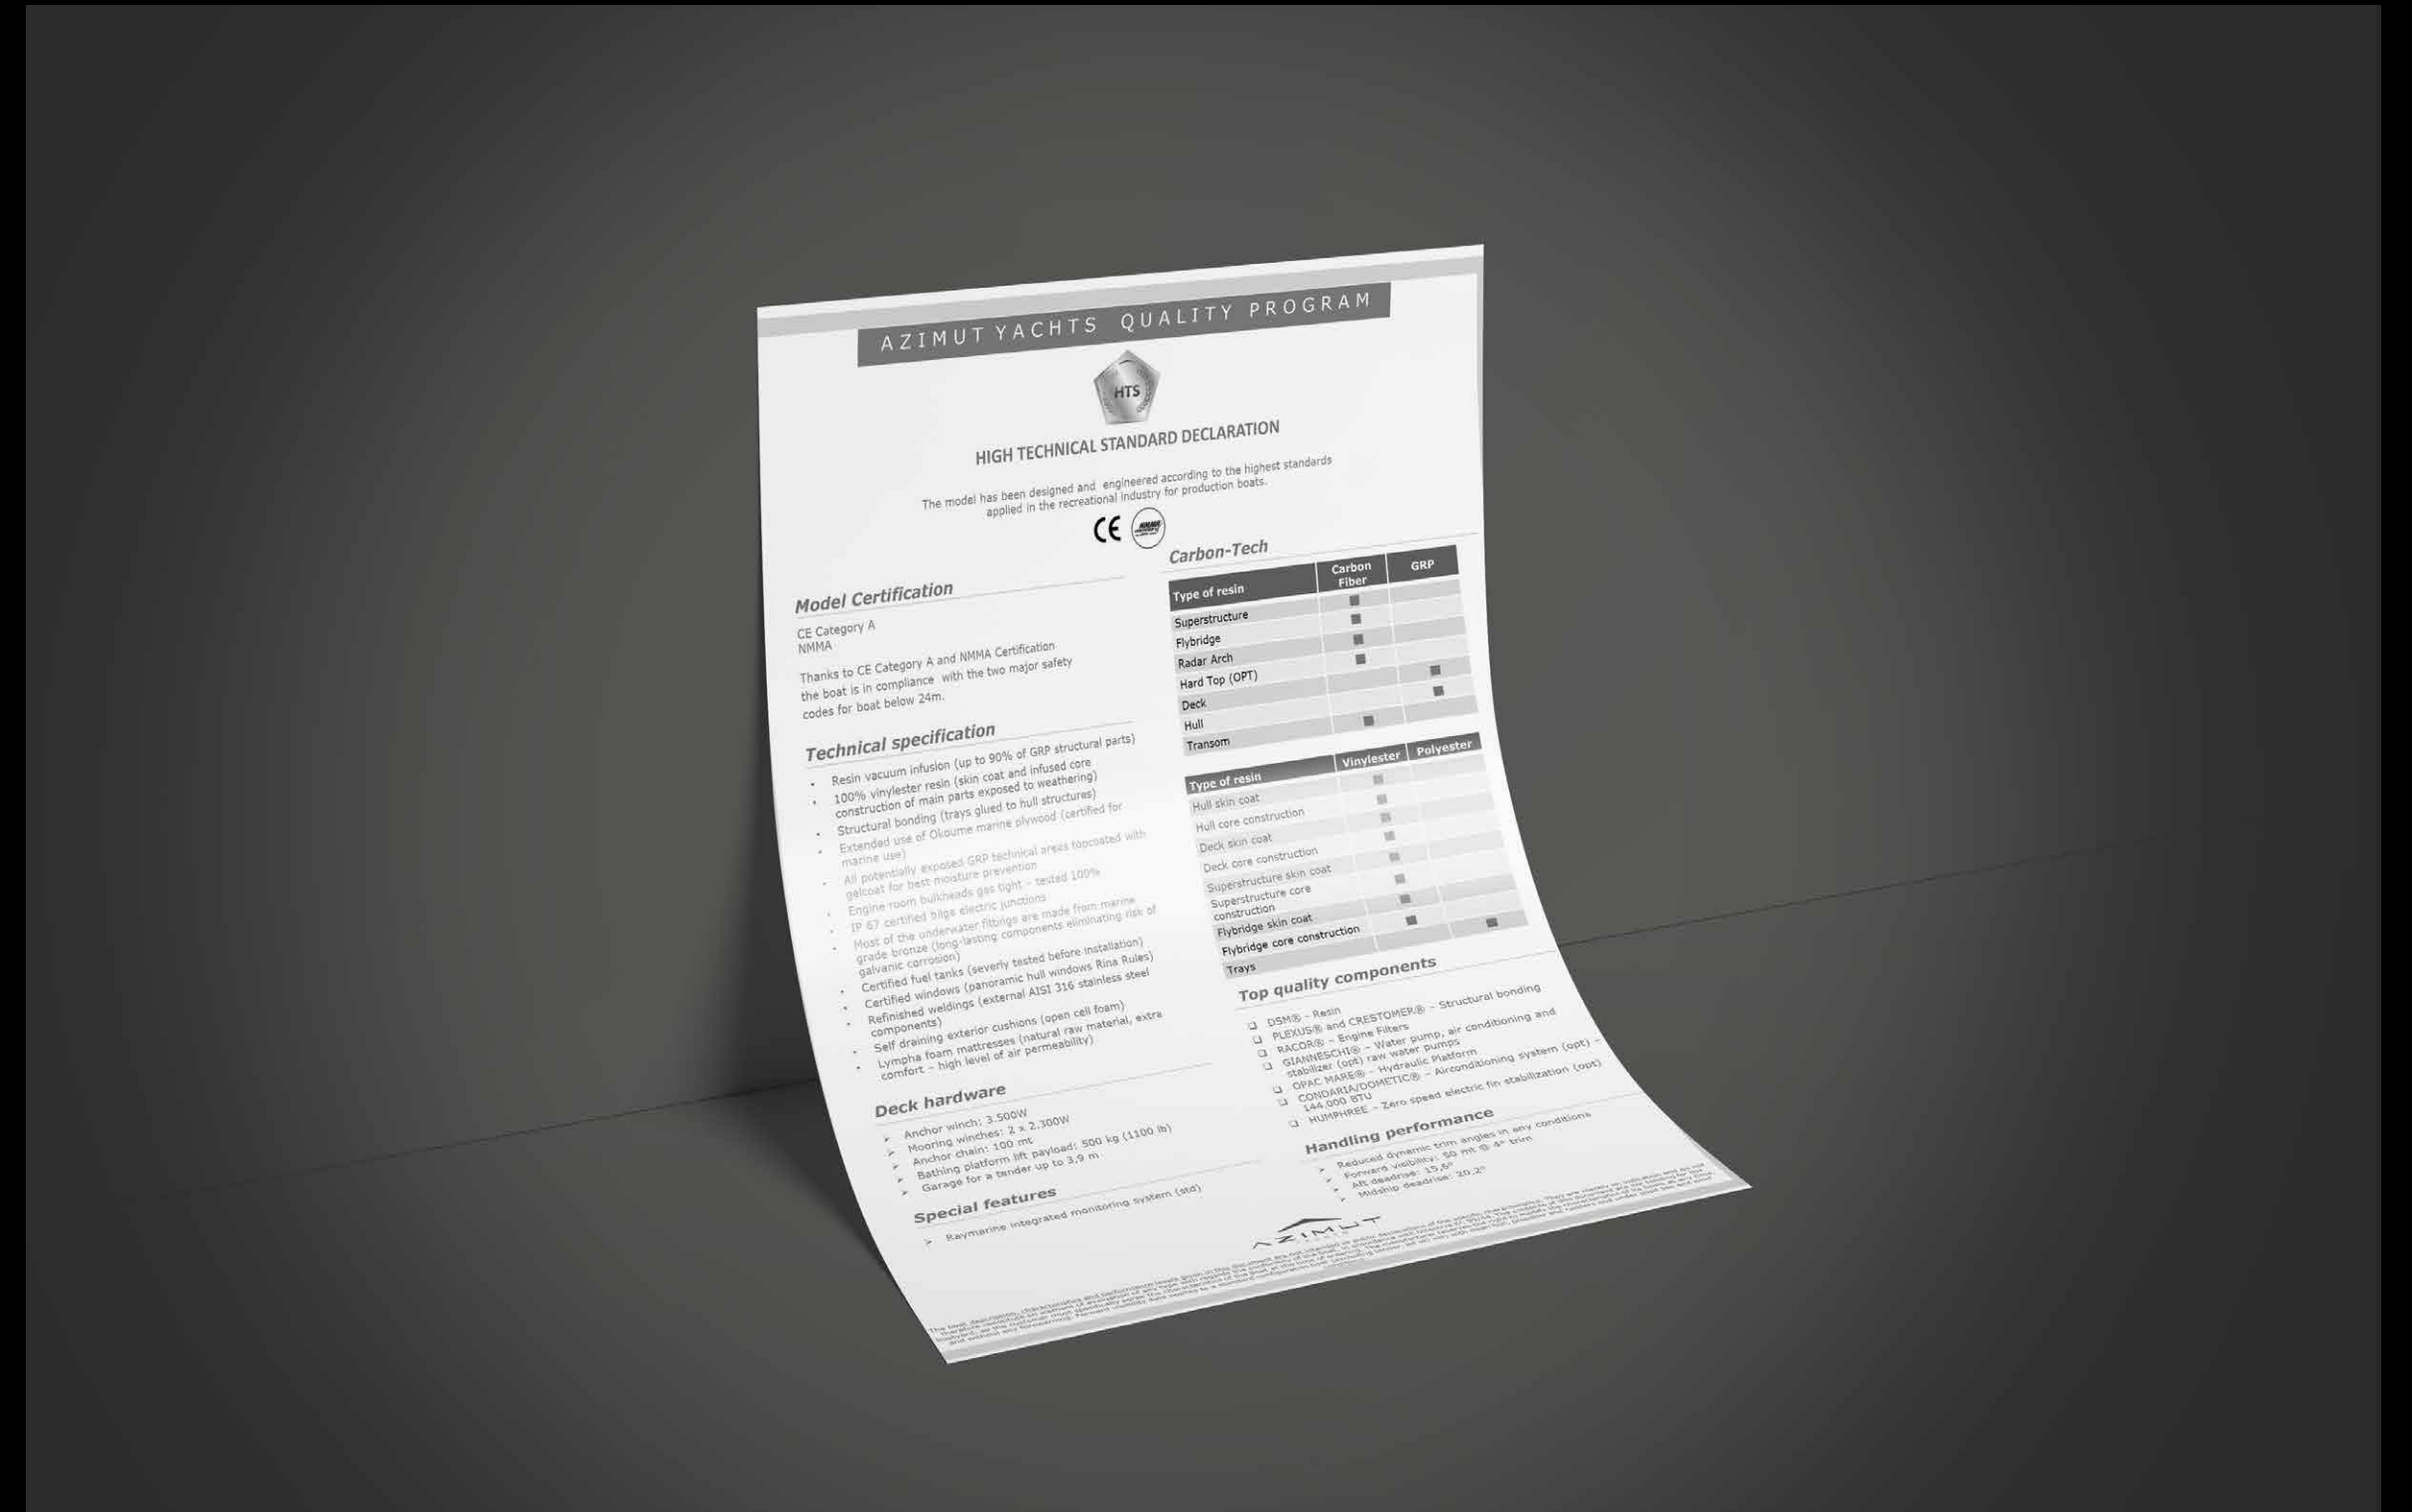 AZIMUT YACHTS QUALITY PROGRAM
HTS
HIGH TECHNICAL STANDARD DECLARATION
The model has been designed and engineered according to the highest standards
applied in the recreational industry for production boats.
CE NMMA
Model Certification
CE Category A
NMMA
Thanks to CE Category A and NMMA Certification
the boat is in compliance with the two major safety
codes for boat below 24m.
Technical specification
• Resin vacuum infusion (up to 90% of GRP structural parts)
• 100% vinylester resin (skin coat and infused core
construction of main parts exposed to weathering)
• Structural bonding (trays glued to hull structures)
• Extended use of Okoume marine plywood (certified for
marine use)
• All potentially exposed GRP technical areas topcoated with
gelcoat for best moisture prevention
• Engine room bulkheads gas tight – tested 100%
• IP 67 certified bilge electric junctions
• Most of the underwater fittings are made from marine
grade bronze (long-lasting components eliminating risk of
galvanic corrosion)
• Certified fuel tanks (severly tested before installation)
• Certified windows (panoramic hull windows Rina Rules)
• Refinished weldings (external AISI 316 stainless steel
components)
• Self draining exterior cushions (open cell foam)
• Lympha foam mattresses (natural raw material, extra
comfort – high level of air permeability)
Deck hardware
➢ Anchor winch: 3.500W
➢ Mooring winches: 2 x 2.300W
➢ Anchor chain: 100 mt
➢ Bathing platform lift payload: 500 kg (1100 lb)
➢ Garage for a tender up to 3,9 m
Special features
➢ Raymarine integrated monitoring system (std)
Carbon-Tech
Type of resin Carbon Fiber GRP
Superstructure ■
Flybridge ■
Radar Arch ■
Hard Top (OPT) ■
Deck ■
Hull ■
Transom ■
Type of resin Vinylester Polyester
Hull skin coat ■
Hull core construction ■
Deck skin coat ■
Deck core construction ■
Superstructure skin coat ■
Superstructure core
construction ■
Flybridge skin coat ■
Flybridge core construction ■
Trays ■
Top quality components
❑ DSM® – Resin
❑ PLEXUS® and CRESTOMER® – Structural bonding
❑ RACOR® – Engine Filters
❑ GIANNESCHI® – Water pump, air conditioning and
stabilizer (opt) raw water pumps
❑ OPAC MARE® – Hydraulic Platform
❑ CONDARIA/DOMETIC® – Airconditioning system (opt) –
144.000 BTU
❑ HUMPHREE – Zero speed electric fin stabilization (opt)
Handling performance
➢ Reduced dynamic trim angles in any conditions
➢ Forward visibility: 50 mt @ 4° trim
➢ Aft deadrise: 15,6°
➢ Midship deadrise: 20,2°
AZIMUT
YACHTS